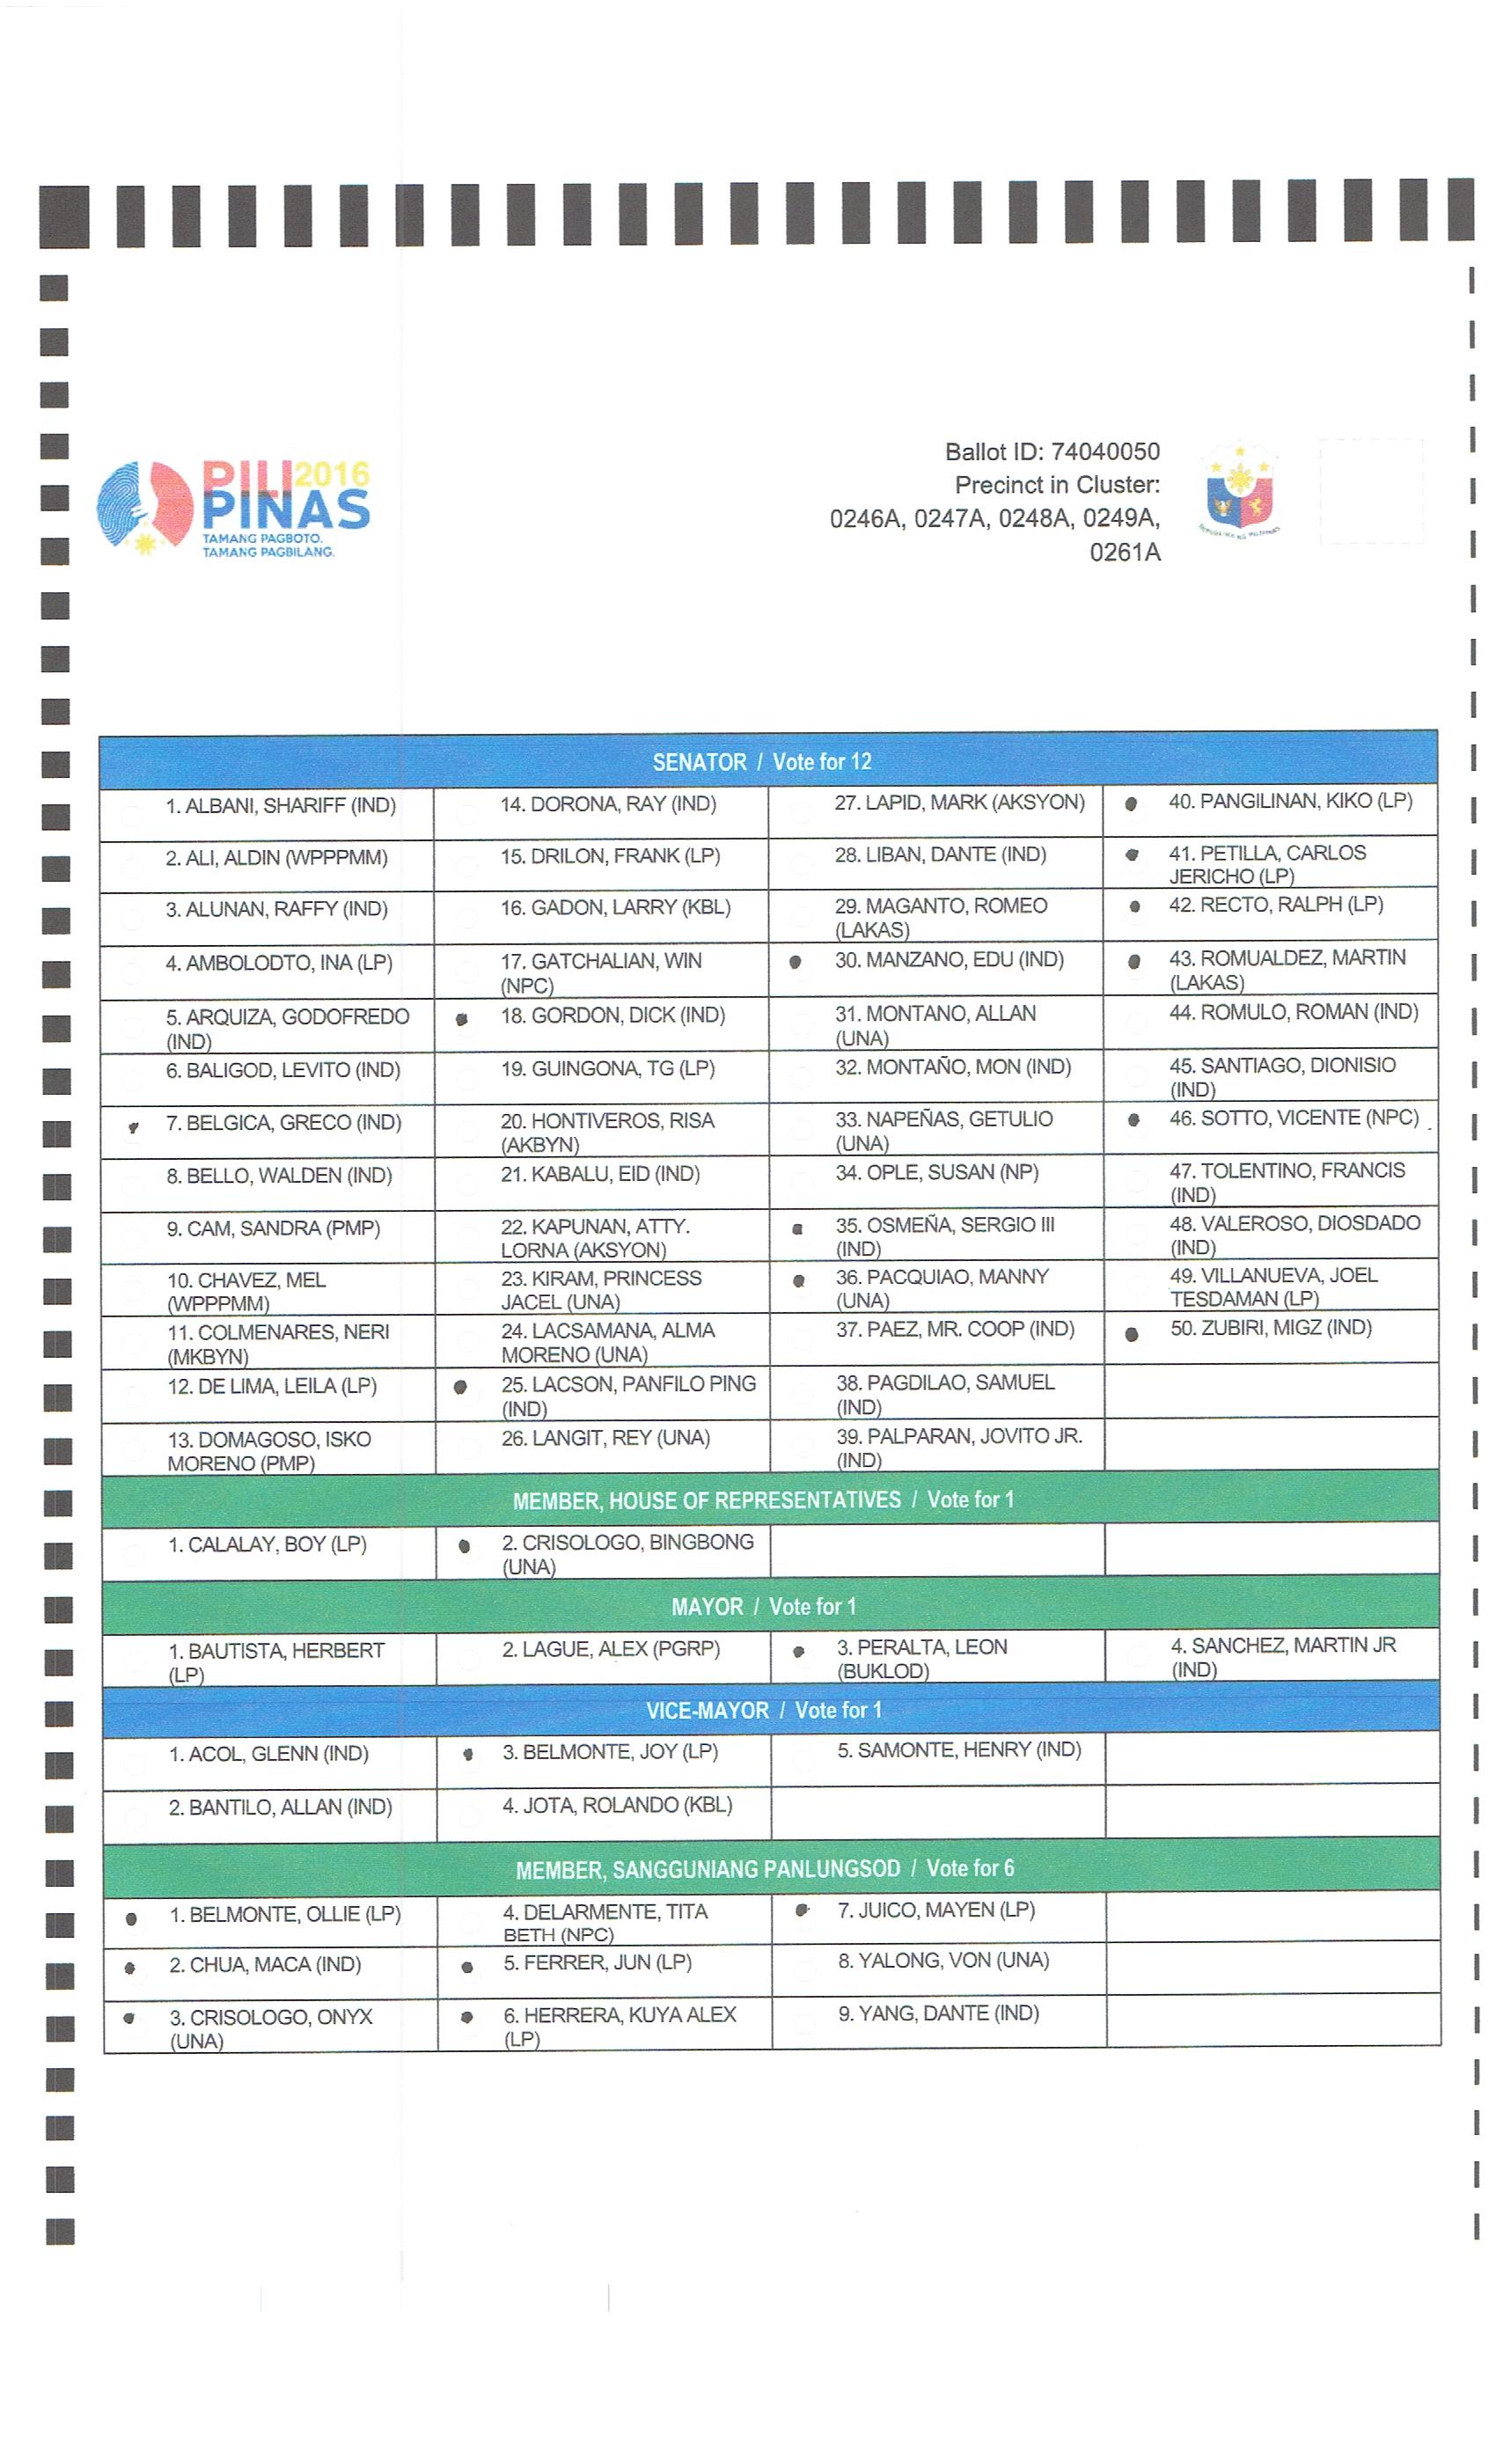 PILI2016
PINAS
TAMANG PAGBOTO.
TAMANG PAGBILANG.
Ballot ID: 74040050
Precinct in Cluster:
0246A, 0247A, 0248A, 0249A,
0261A
REPUBLIKA NG PILIPINAS
SENATOR / Vote for 12
1. ALBANI, SHARIFF (IND)
2. ALI, ALDIN (WPPPMM)
3. ALUNAN, RAFFY (IND)
4. AMBOLODTO, INA (LP)
5. ARQUIZA, GODOFREDO
(IND)
6. BALIGOD, LEVITO (IND)
7. BELGICA, GRECO (IND)
8. BELLO, WALDEN (IND)
9. CAM, SANDRA (PMP)
10. CHAVEZ, MEL
(WPPPMM)
11. COLMENARES, NERI
(MKBYN)
12. DE LIMA, LEILA (LP)
13. DOMAGOSO, ISKO
MORENO (PMP)
14. DORONA, RAY (IND)
15. DRILON, FRANK (LP)
16. GADON, LARRY (KBL)
17. GATCHALIAN, WIN
(NPC)
18. GORDON, DICK (IND)
19. GUINGONA, TG (LP)
20. HONTIVEROS, RISA
(AKBYN)
21. KABALU, EID (IND)
22. KAPUNAN, ATTY.
LORNA (AKSYON)
23. KIRAM, PRINCESS
JACEL (UNA)
24. LACSAMANA, ALMA
MORENO (UNA)
25. LACSON, PANFILO PING
(IND)
26. LANGIT, REY (UNA)
27. LAPID, MARK (AKSYON)
28. LIBAN, DANTE (IND)
29. MAGANTO, ROMEO
(LAKAS)
30. MANZANO, EDU (IND)
31. MONTANO, ALLAN
(UNA)
32. MONTAÑO, MON (IND)
33. NAPEÑAS, GETULIO
(UNA)
34. OPLE, SUSAN (NP)
35. OSMEÑA, SERGIO III
(IND)
36. PACQUIAO, MANNY
(UNA)
37. PAEZ, MR. COOP (IND)
38. PAGDILAO, SAMUEL
(IND)
39. PALPARAN, JOVITO JR.
(IND)
40. PANGILINAN, KIKO (LP)
41. PETILLA, CARLOS
JERICHO (LP)
42. RECTO, RALPH (LP)
43. ROMUALDEZ, MARTIN
(LAKAS)
44. ROMULO, ROMAN (IND)
45. SANTIAGO, DIONISIO
(IND)
46. SOTTO, VICENTE (NPC)
47. TOLENTINO, FRANCIS
(IND)
48. VALEROSO, DIOSDADO
(IND)
49. VILLANUEVA, JOEL
TESDAMAN (LP)
50. ZUBIRI, MIGZ (IND)
MEMBER, HOUSE OF REPRESENTATIVES / Vote for 1
1. CALALAY, BOY (LP)
2. CRISOLOGO, BINGBONG
(UNA)
MAYOR / Vote for 1
1. BAUTISTA, HERBERT
(LP)
2. LAGUE, ALEX (PGRP)
3. PERALTA, LEON
(BUKLOD)
4. SANCHEZ, MARTIN JR
(IND)
VICE-MAYOR / Vote for 1
1. ACOL, GLENN (IND)
2. BANTILO, ALLAN (IND)
3. BELMONTE, JOY (LP)
4. JOTA, ROLANDO (KBL)
5. SAMONTE, HENRY (IND)
MEMBER, SANGGUNIANG PANLUNGSOD / Vote for 6
1. BELMONTE, OLLIE (LP)
2. CHUA, MACA (IND)
3. CRISOLOGO, ONYX
(UNA)
4. DELARMENTE, TITA
BETH (NPC)
5. FERRER, JUN (LP)
6. HERRERA, KUYA ALEX
(LP)
7. JUICO, MAYEN (LP)
8. YALONG, VON (UNA)
9. YANG, DANTE (IND)